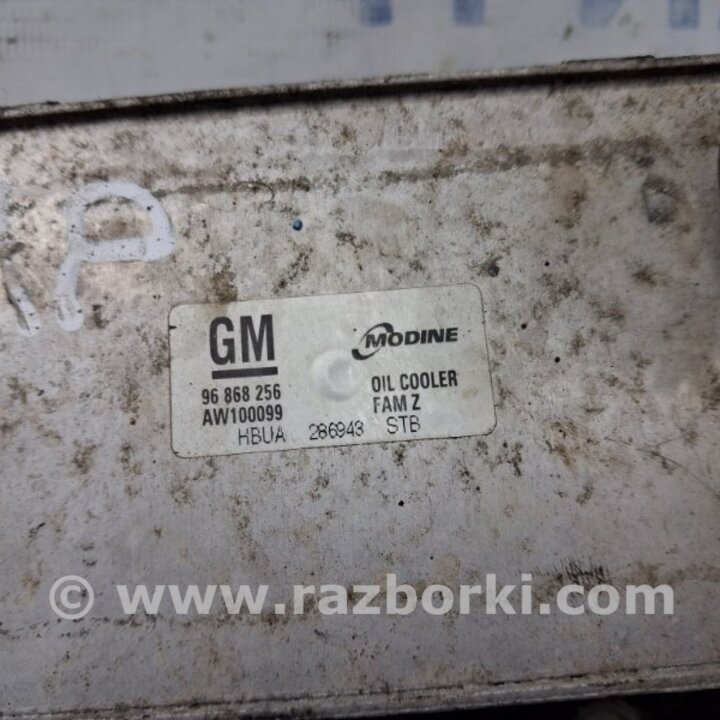 GM MODINE
96 868 256 OIL COOLER
AW100099 FAM Z
HBUA 286943 STB
© www.razborki.com